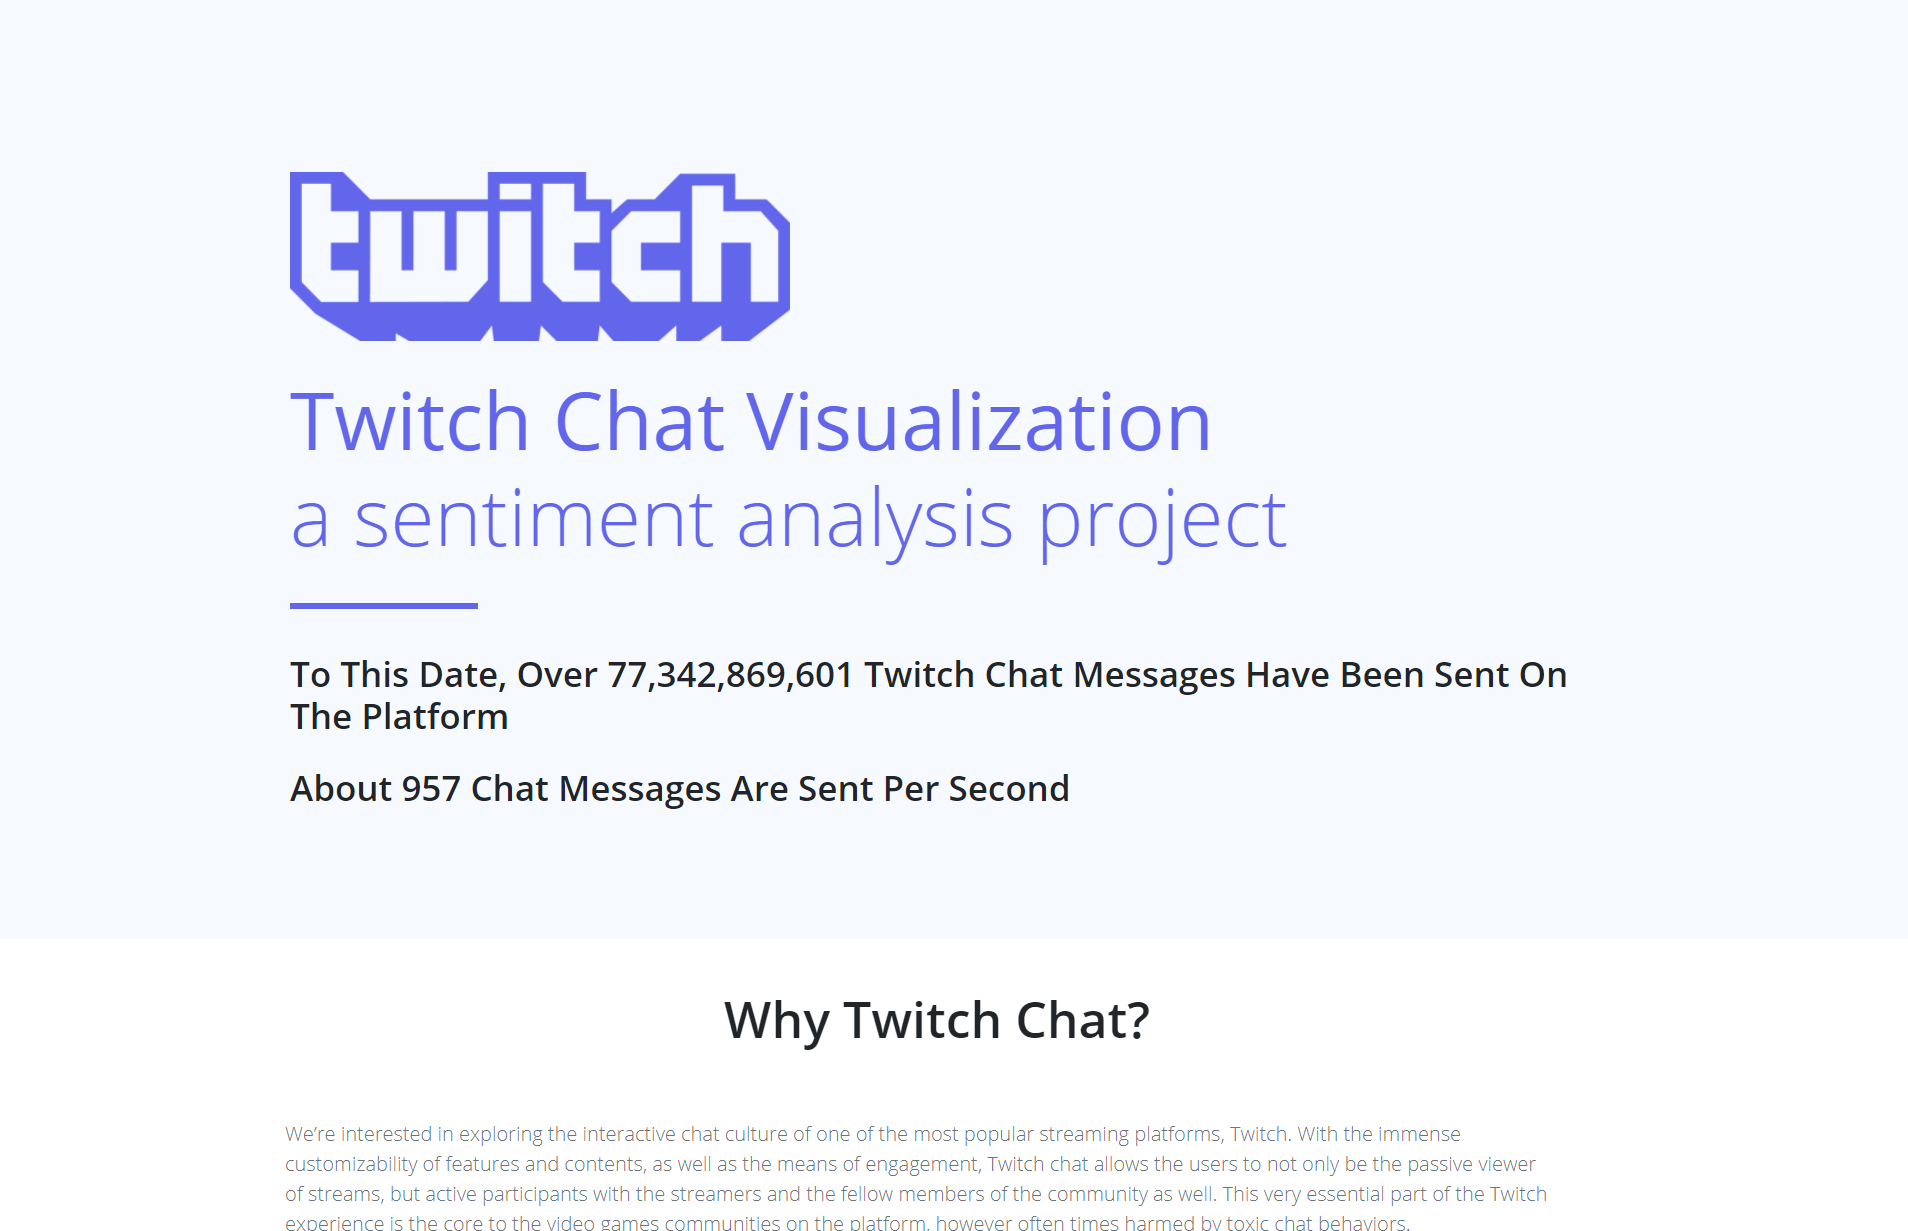 twitch
Twitch Chat Visualization
a sentiment analysis project
To This Date, Over 77,342,869,601 Twitch Chat Messages Have Been Sent On
The Platform
About 957 Chat Messages Are Sent Per Second
Why Twitch Chat?
We’re interested in exploring the interactive chat culture of one of the most popular streaming platforms, Twitch. With the immense
customizability of features and contents, as well as the means of engagement, Twitch chat allows the users to not only be the passive viewer
of streams, but active participants with the streamers and the fellow members of the community as well. This very essential part of the Twitch
experience is the core to the video games communities on the platform, however often times harmed by toxic chat behaviors.